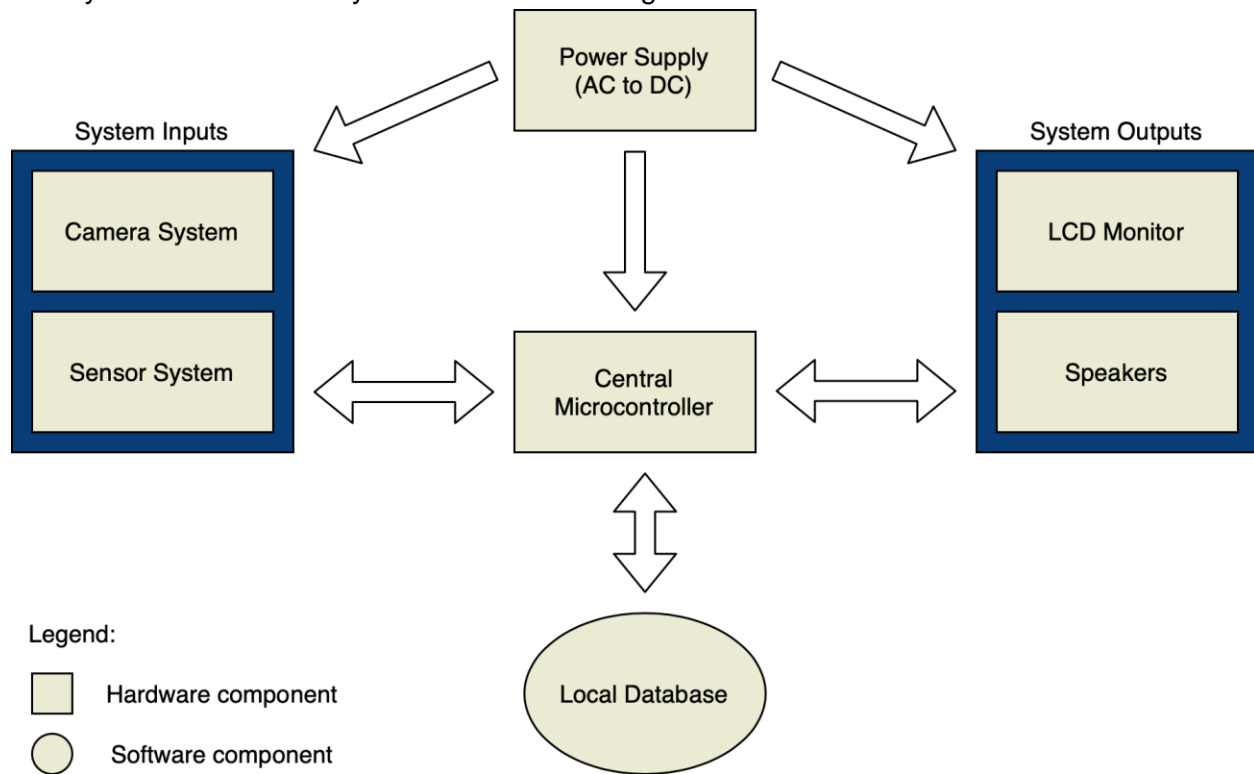 Power Supply
(AC to DC)
System Inputs
System Outputs
Camera System
LCD Monitor
Sensor System
Central
Microcontroller
Speakers
Legend:
Hardware component
Local Database
Software component